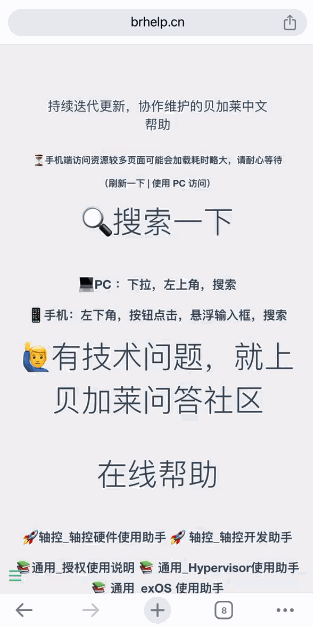 brhelp.cn
持续迭代更新，协作维护的贝加莱中文
帮助
⏳手机端访问资源较多页面可能会加载耗时略大，请耐心等待
（刷新一下 | 使用 PC 访问）
🔍搜索一下
💻PC ：下拉，左上角，搜索
📱手机：左下角，按钮点击，悬浮输入框，搜索
🙋‍♂️有技术问题，就上
贝加莱问答社区
在线帮助
🚀轴控_轴控硬件使用助手 🚀 轴控_轴控开发助手
📚通用_授权使用说明 📚 通用_Hypervisor使用助手
📚 通用_exOS 使用助手
8